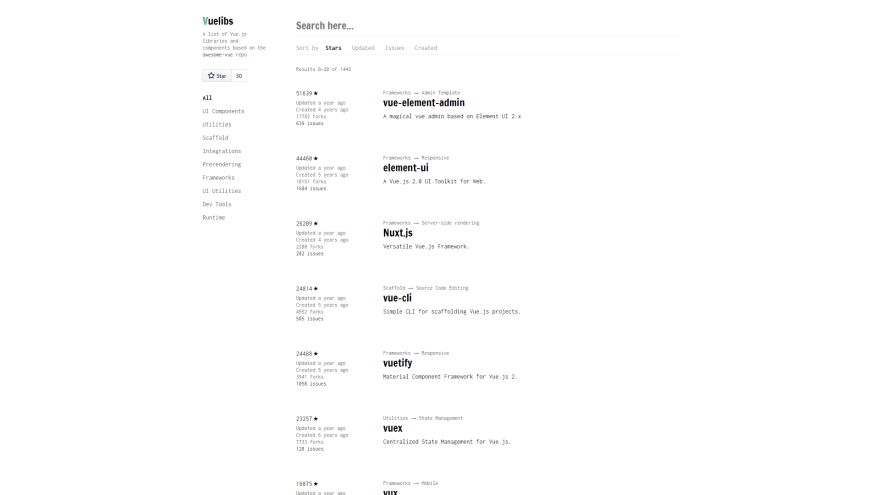 Vuelibs
A list of Vue.js
libraries and
components based on the
awesome-vue repo.
Star 30
All
UI Components
Utilities
Scaffold
Integrations
Prerendering
Frameworks
UI Utilities
Dev Tools
Runtime
Search here...
Sort by Stars Updated Issues Created
Results 0-20 of 1445
51639 ★
Updated a year ago
Created 4 years ago
17782 forks
639 issues
Frameworks → Admin Template
vue-element-admin
A magical vue admin based on Element UI 2.x
44460 ★
Updated a year ago
Created 5 years ago
10151 forks
1684 issues
Frameworks → Responsive
element-ui
A Vue.js 2.0 UI Toolkit for Web.
26209 ★
Updated a year ago
Created 4 years ago
2280 forks
202 issues
Frameworks → Server-side rendering
Nuxt.js
Versatile Vue.js Framework.
24814 ★
Updated a year ago
Created 5 years ago
4552 forks
505 issues
Scaffold → Source Code Editing
vue-cli
Simple CLI for scaffolding Vue.js projects.
24408 ★
Updated a year ago
Created 5 years ago
3941 forks
1056 issues
Frameworks → Responsive
vuetify
Material Component Framework for Vue.js 2.
23257 ★
Updated a year ago
Created 6 years ago
7733 forks
128 issues
Utilities → State Management
vuex
Centralized State Management for Vue.js.
16875 ★
Updated a year ago
Frameworks → Mobile
vux